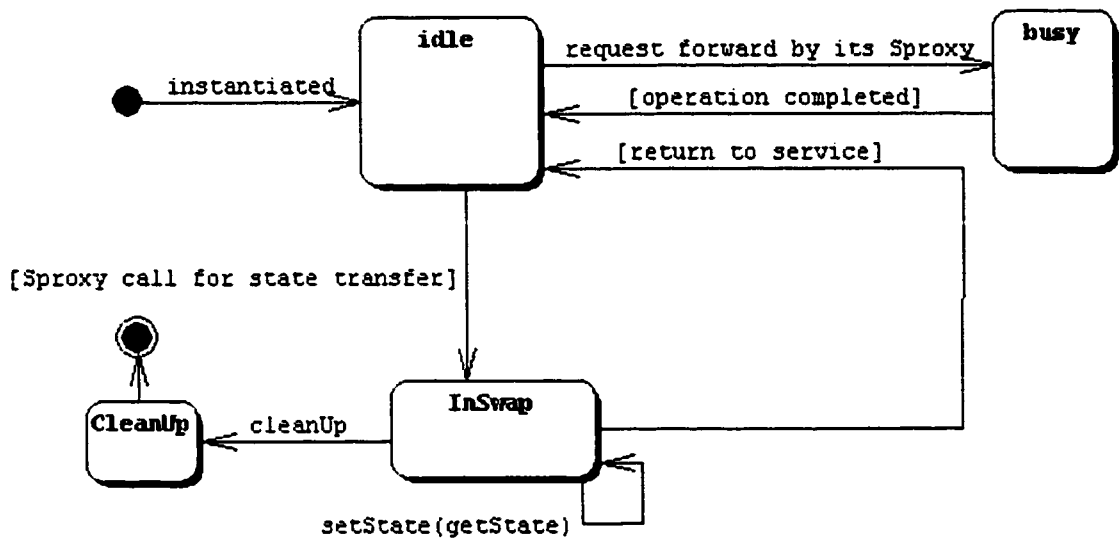 idle
busy
request forward by its Sproxy
instantiated
[operation completed]
[return to service]
[Sproxy call for state transfer]
InSwap
CleanUp
cleanUp
setState(getState)